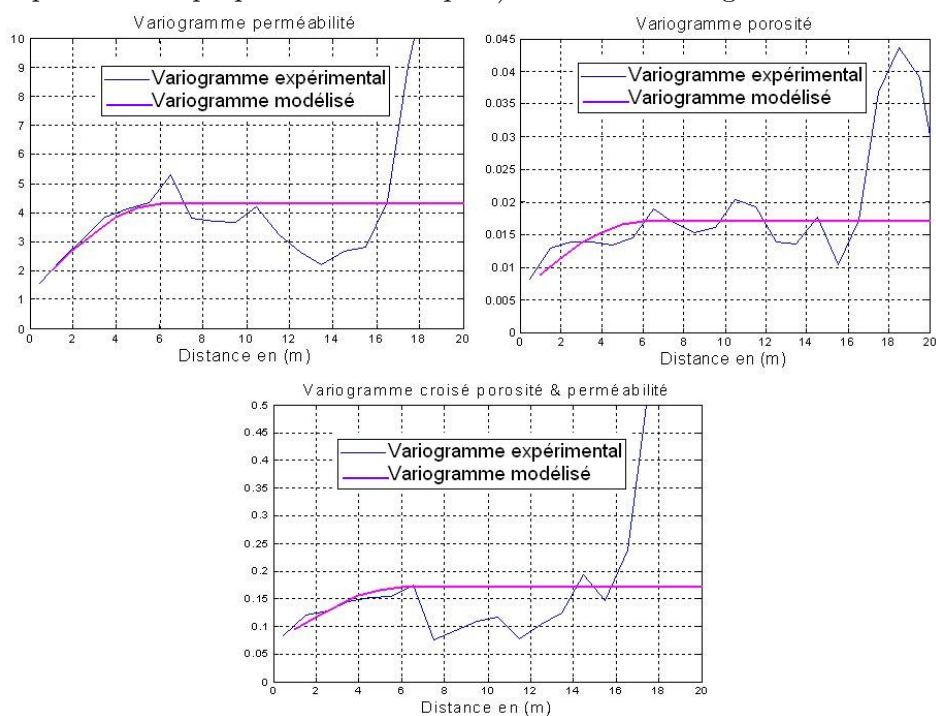 Variogramme perméabilité
10
9
8
7
6
5
4
3
2
1
0
Variogramme expérimental
Variogramme modélisé
0 2 4 6 8 10 12 14 16 18 20
Distance en (m)
Variogramme porosité
0.045
0.04
0.035
0.03
0.025
0.02
0.015
0.01
0.005
0
Variogramme expérimental
Variogramme modélisé
0 2 4 6 8 10 12 14 16 18 20
Distance en (m)
Variogramme croisé porosité & perméabilité
0.5
0.45
0.4
0.35
0.3
0.25
0.2
0.15
0.1
0.05
0
Variogramme expérimental
Variogramme modélisé
0 2 4 6 8 10 12 14 16 18 20
Distance en (m)